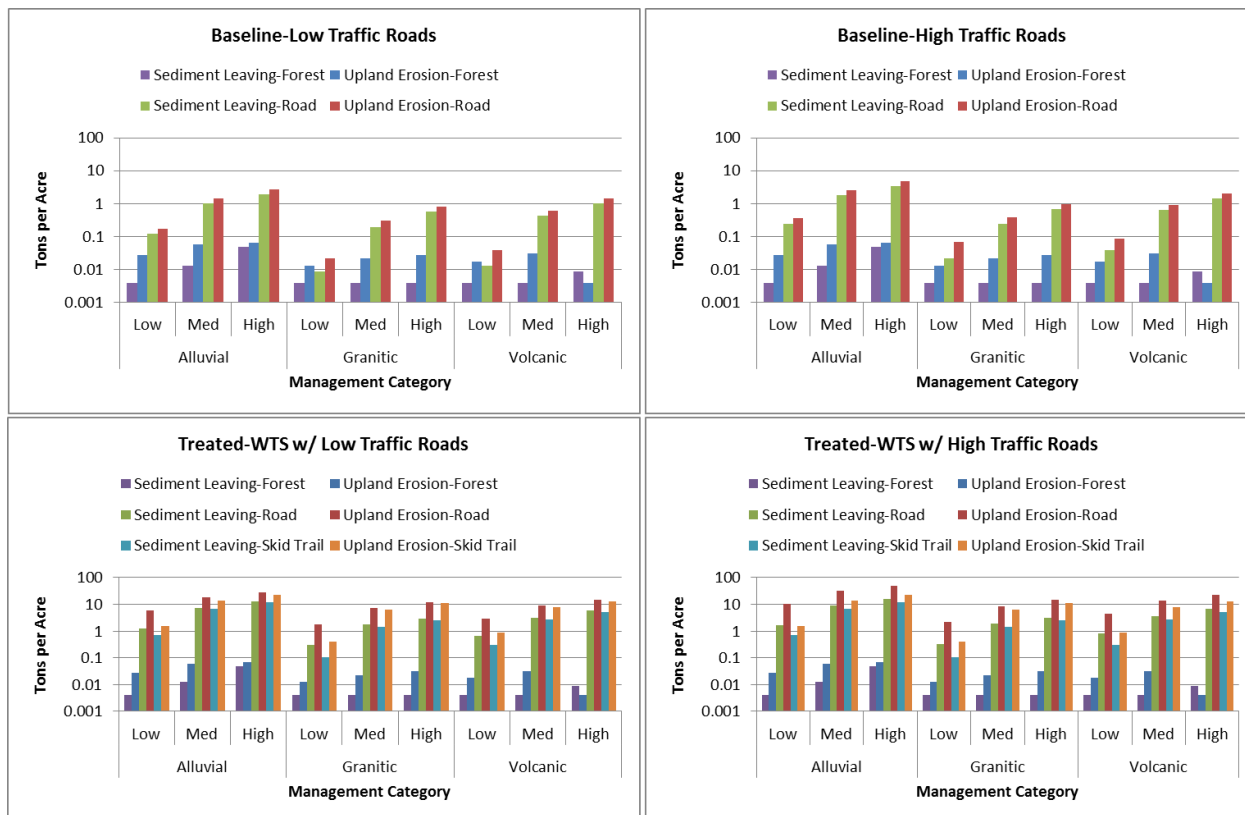 Baseline-Low Traffic Roads
Sediment Leaving-Forest Upland Erosion-Forest
Sediment Leaving-Road Upland Erosion-Road
Tons per Acre
100
10
1
0.1
0.01
0.001
Low Med High Low Med High Low Med High
Alluvial Granitic Volcanic
Management Category
Baseline-High Traffic Roads
Sediment Leaving-Forest Upland Erosion-Forest
Sediment Leaving-Road Upland Erosion-Road
Tons per Acre
100
10
1
0.1
0.01
0.001
Low Med High Low Med High Low Med High
Alluvial Granitic Volcanic
Management Category
Treated-WTS w/ Low Traffic Roads
Sediment Leaving-Forest Upland Erosion-Forest
Sediment Leaving-Road Upland Erosion-Road
Sediment Leaving-Skid Trail Upland Erosion-Skid Trail
Tons per Acre
100
10
1
0.1
0.01
0.001
Low Med High Low Med High Low Med High
Alluvial Granitic Volcanic
Management Category
Treated-WTS w/ High Traffic Roads
Sediment Leaving-Forest Upland Erosion-Forest
Sediment Leaving-Road Upland Erosion-Road
Sediment Leaving-Skid Trail Upland Erosion-Skid Trail
Tons per Acre
100
10
1
0.1
0.01
0.001
Low Med High Low Med High Low Med High
Alluvial Granitic Volcanic
Management Category